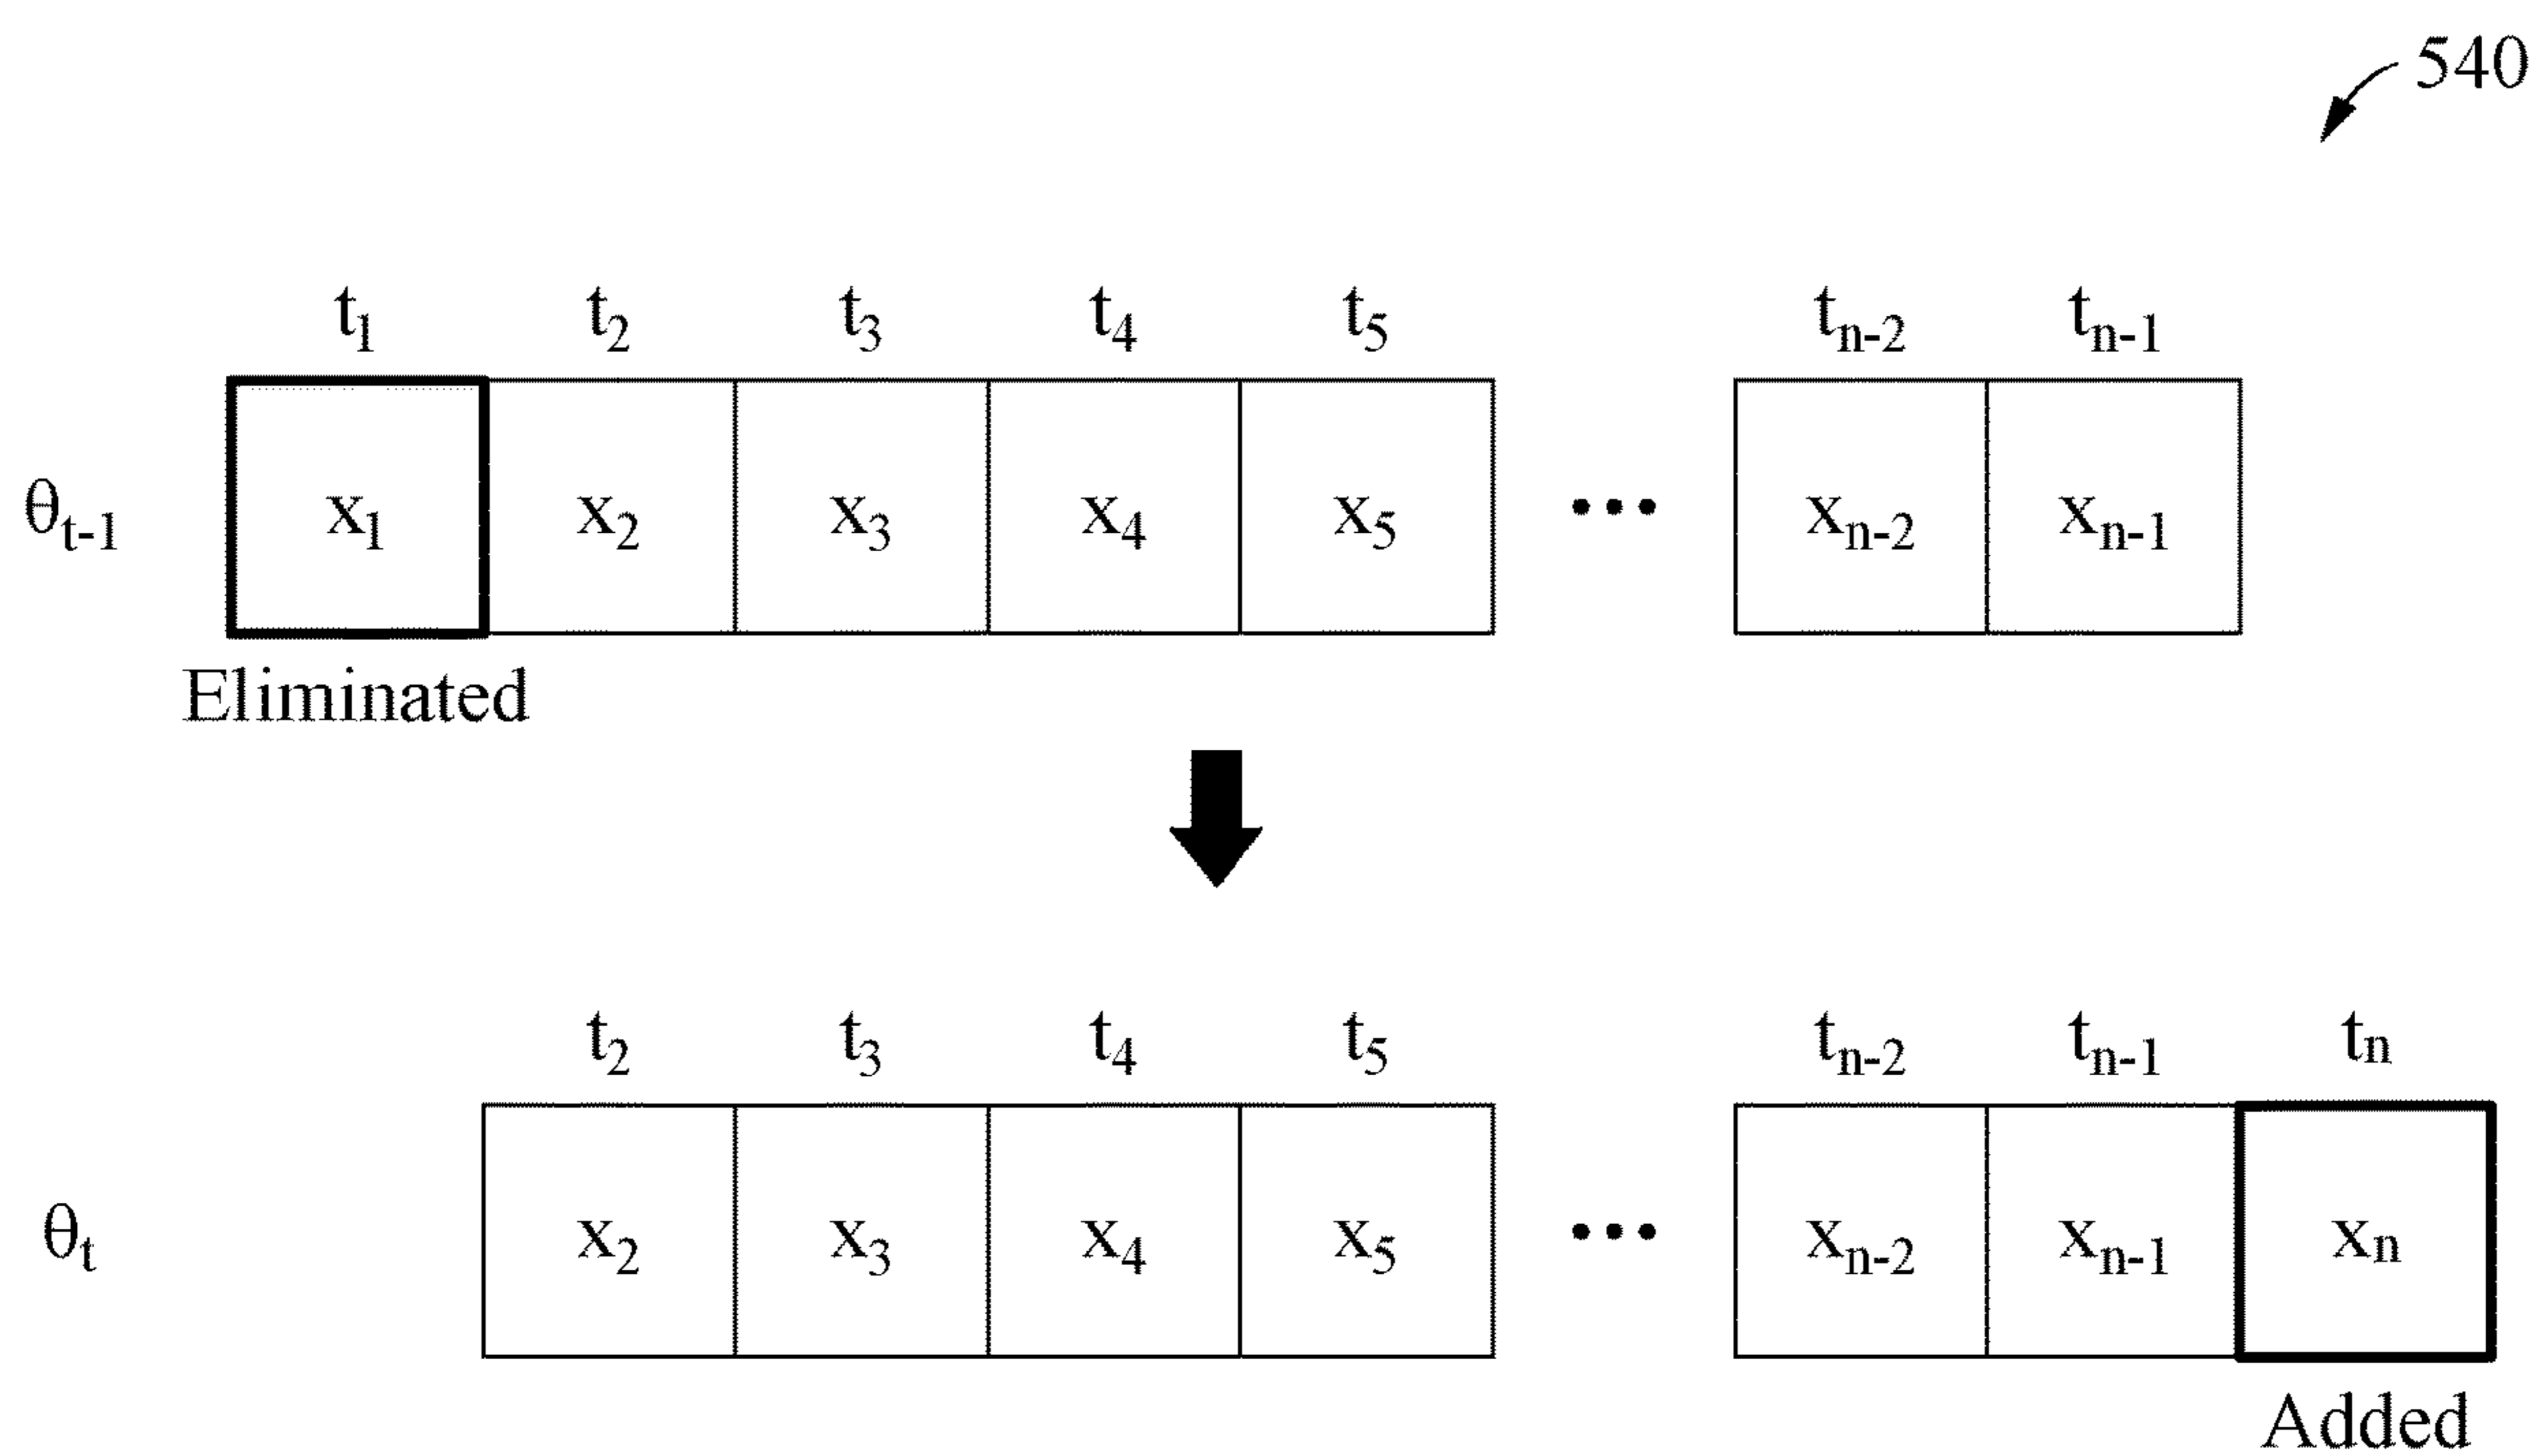 540
t₁ t₂ t₃ t₄ t₅ tₙ₋₂ tₙ₋₁
θₜ₋₁ x₁ x₂ x₃ x₄ x₅ ••• xₙ₋₂ xₙ₋₁
Eliminated
t₂ t₃ t₄ t₅ tₙ₋₂ tₙ₋₁ tₙ
θₜ x₂ x₃ x₄ x₅ ••• xₙ₋₂ xₙ₋₁ xₙ
Added